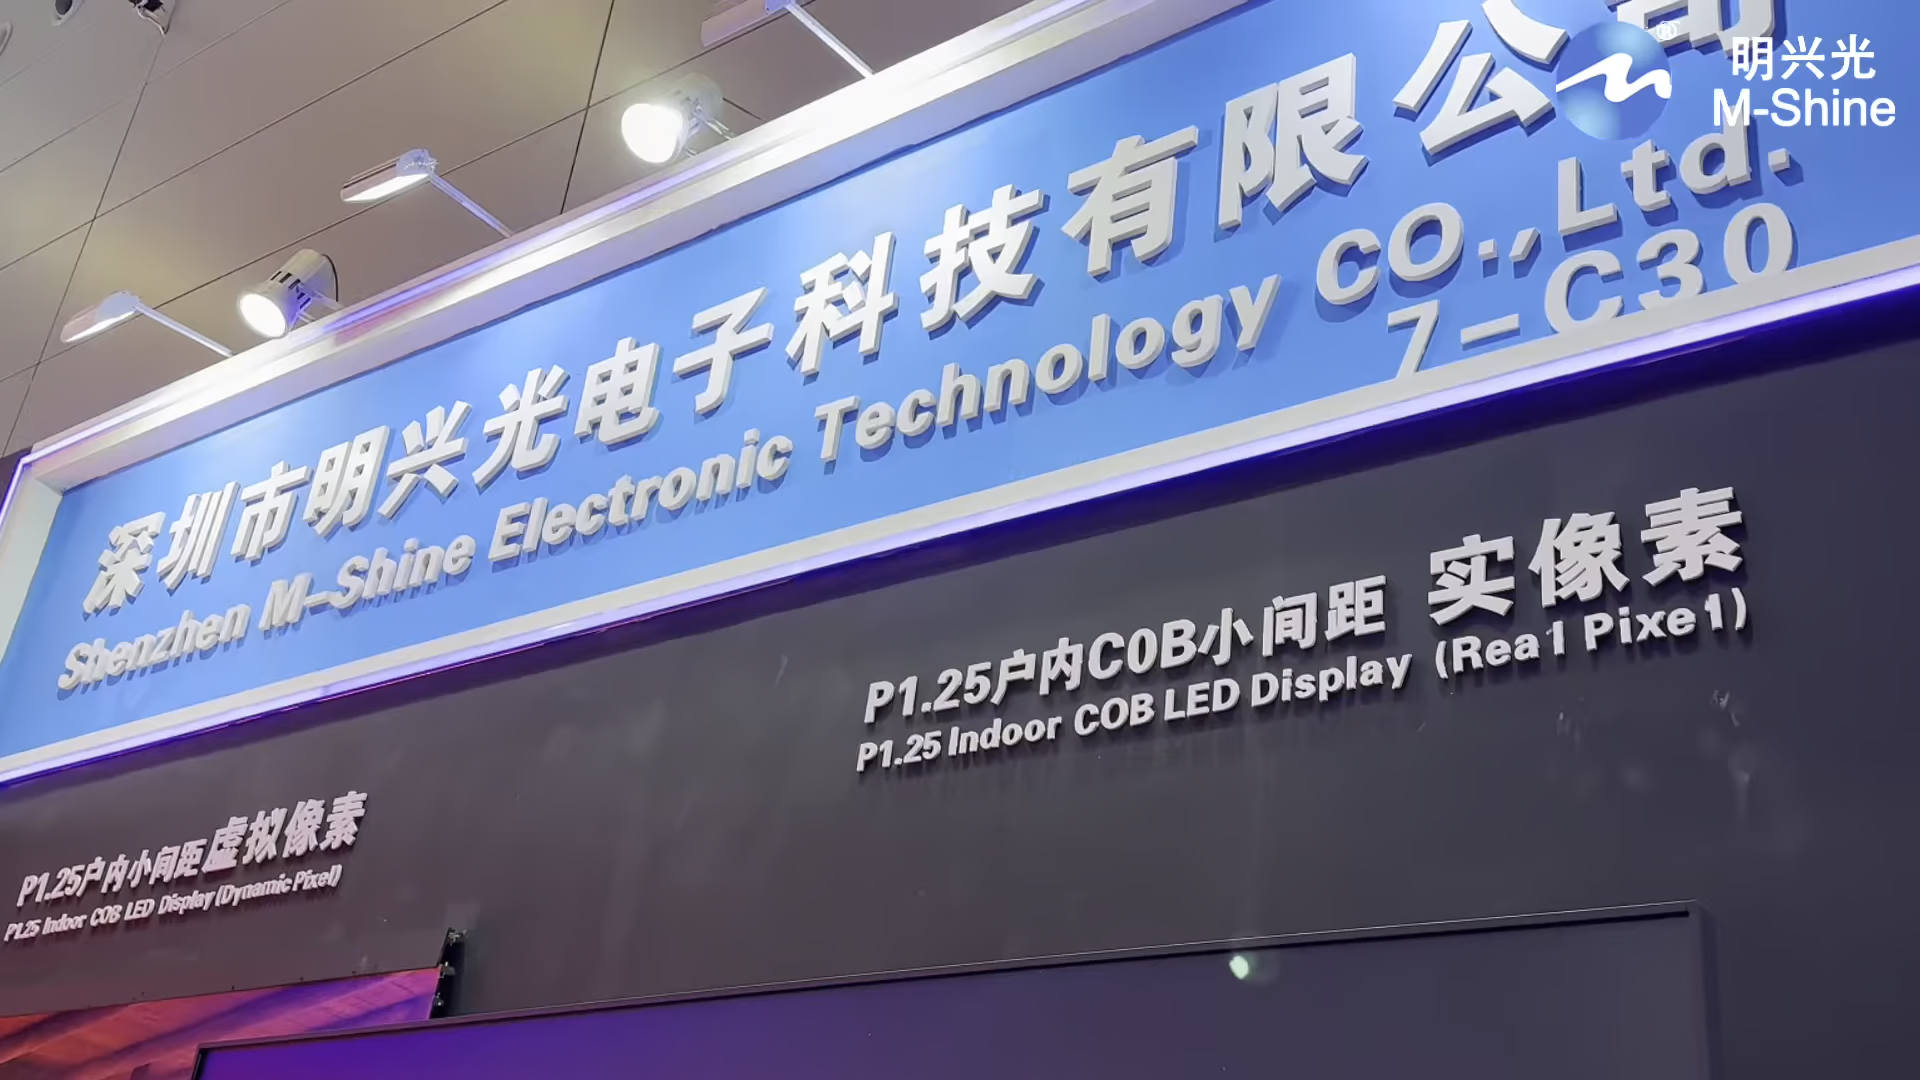 明兴光
M-Shine
深圳市明兴光电子科技有限公司
Shenzhen M-Shine Electronic Technology CO.,Ltd.
7-C30
P1.25户内C0B小间距 实像素
P1.25 Indoor COB LED Display (Rea1 Pixe1)
P1.25户内小间距虚拟像素
P1.25 Indoor COB LED Display(Dynamic Pixel)